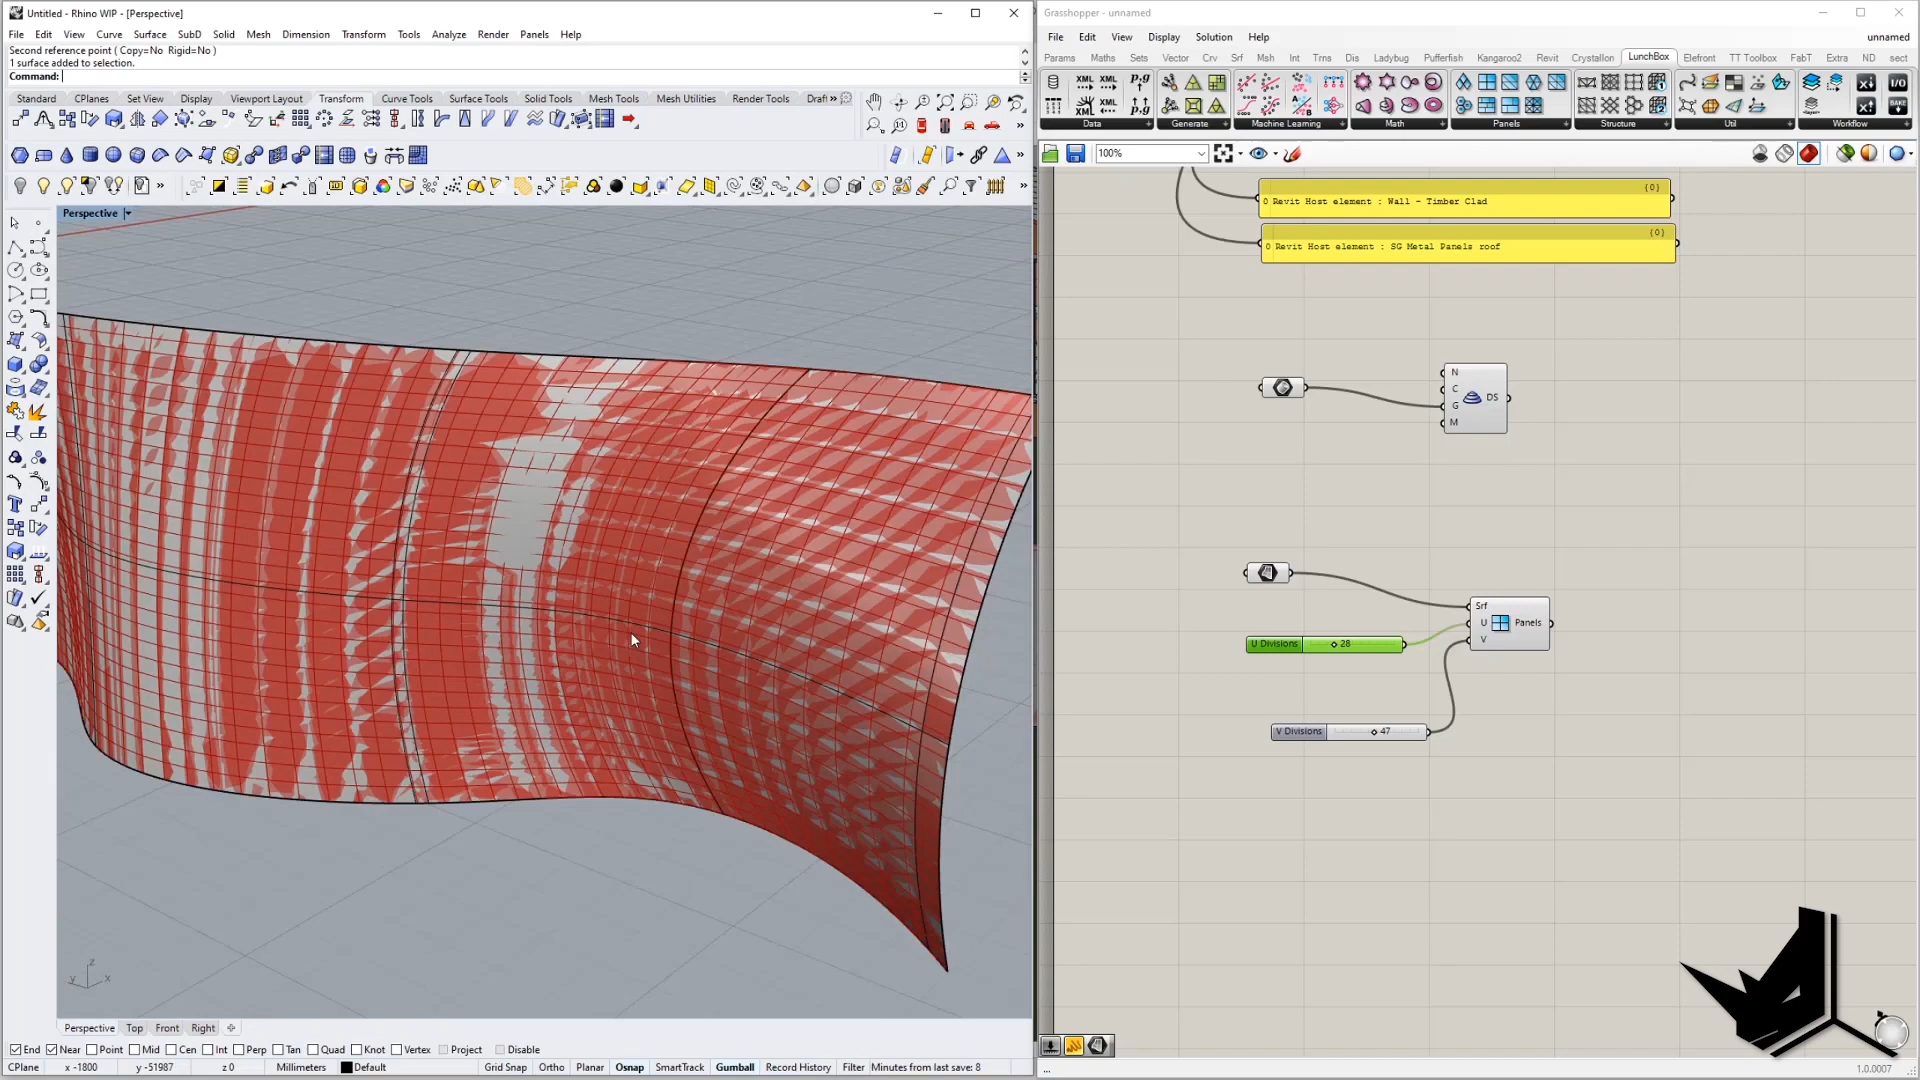 Untitled - Rhino WIP - [Perspective]
File Edit View Curve Surface SubD Solid Mesh Dimension Transform Tools Analyze Render Panels Help
Second reference point ( Copy=No Rigid=No )
1 surface added to selection.
Command:
Standard CPlanes Set View Display Viewport Layout Transform Curve Tools Surface Tools Solid Tools Mesh Tools Mesh Utilities Render Tools Draft »
Perspective
z
y x
Perspective Top Front Right
End Near Point Mid Cen Int Perp Tan Quad Knot Vertex Project Disable
CPlane x -1800 y -51987 z 0 Millimeters Default Grid Snap Ortho Planar Osnap SmartTrack Gumball Record History Filter Minutes from last save: 8
Grasshopper - unnamed
File Edit View Display Solution Help unnamed
Params Maths Sets Vector Crv Srf Msh Int Trns Dis Ladybug Pufferfish Kangaroo2 Revit Crystallon LunchBox Elefront TT Toolbox FabT Extra ND sect
Data Generate Machine Learning Math Panels Structure Util Workflow
100%
{0}
0 Revit Host element : Wall - Timber Clad
{0}
0 Revit Host element : SG Metal Panels roof
N
C
G
M
DS
Srf
U
V
Panels
U Divisions 28
V Divisions 47
...
1.0.0007